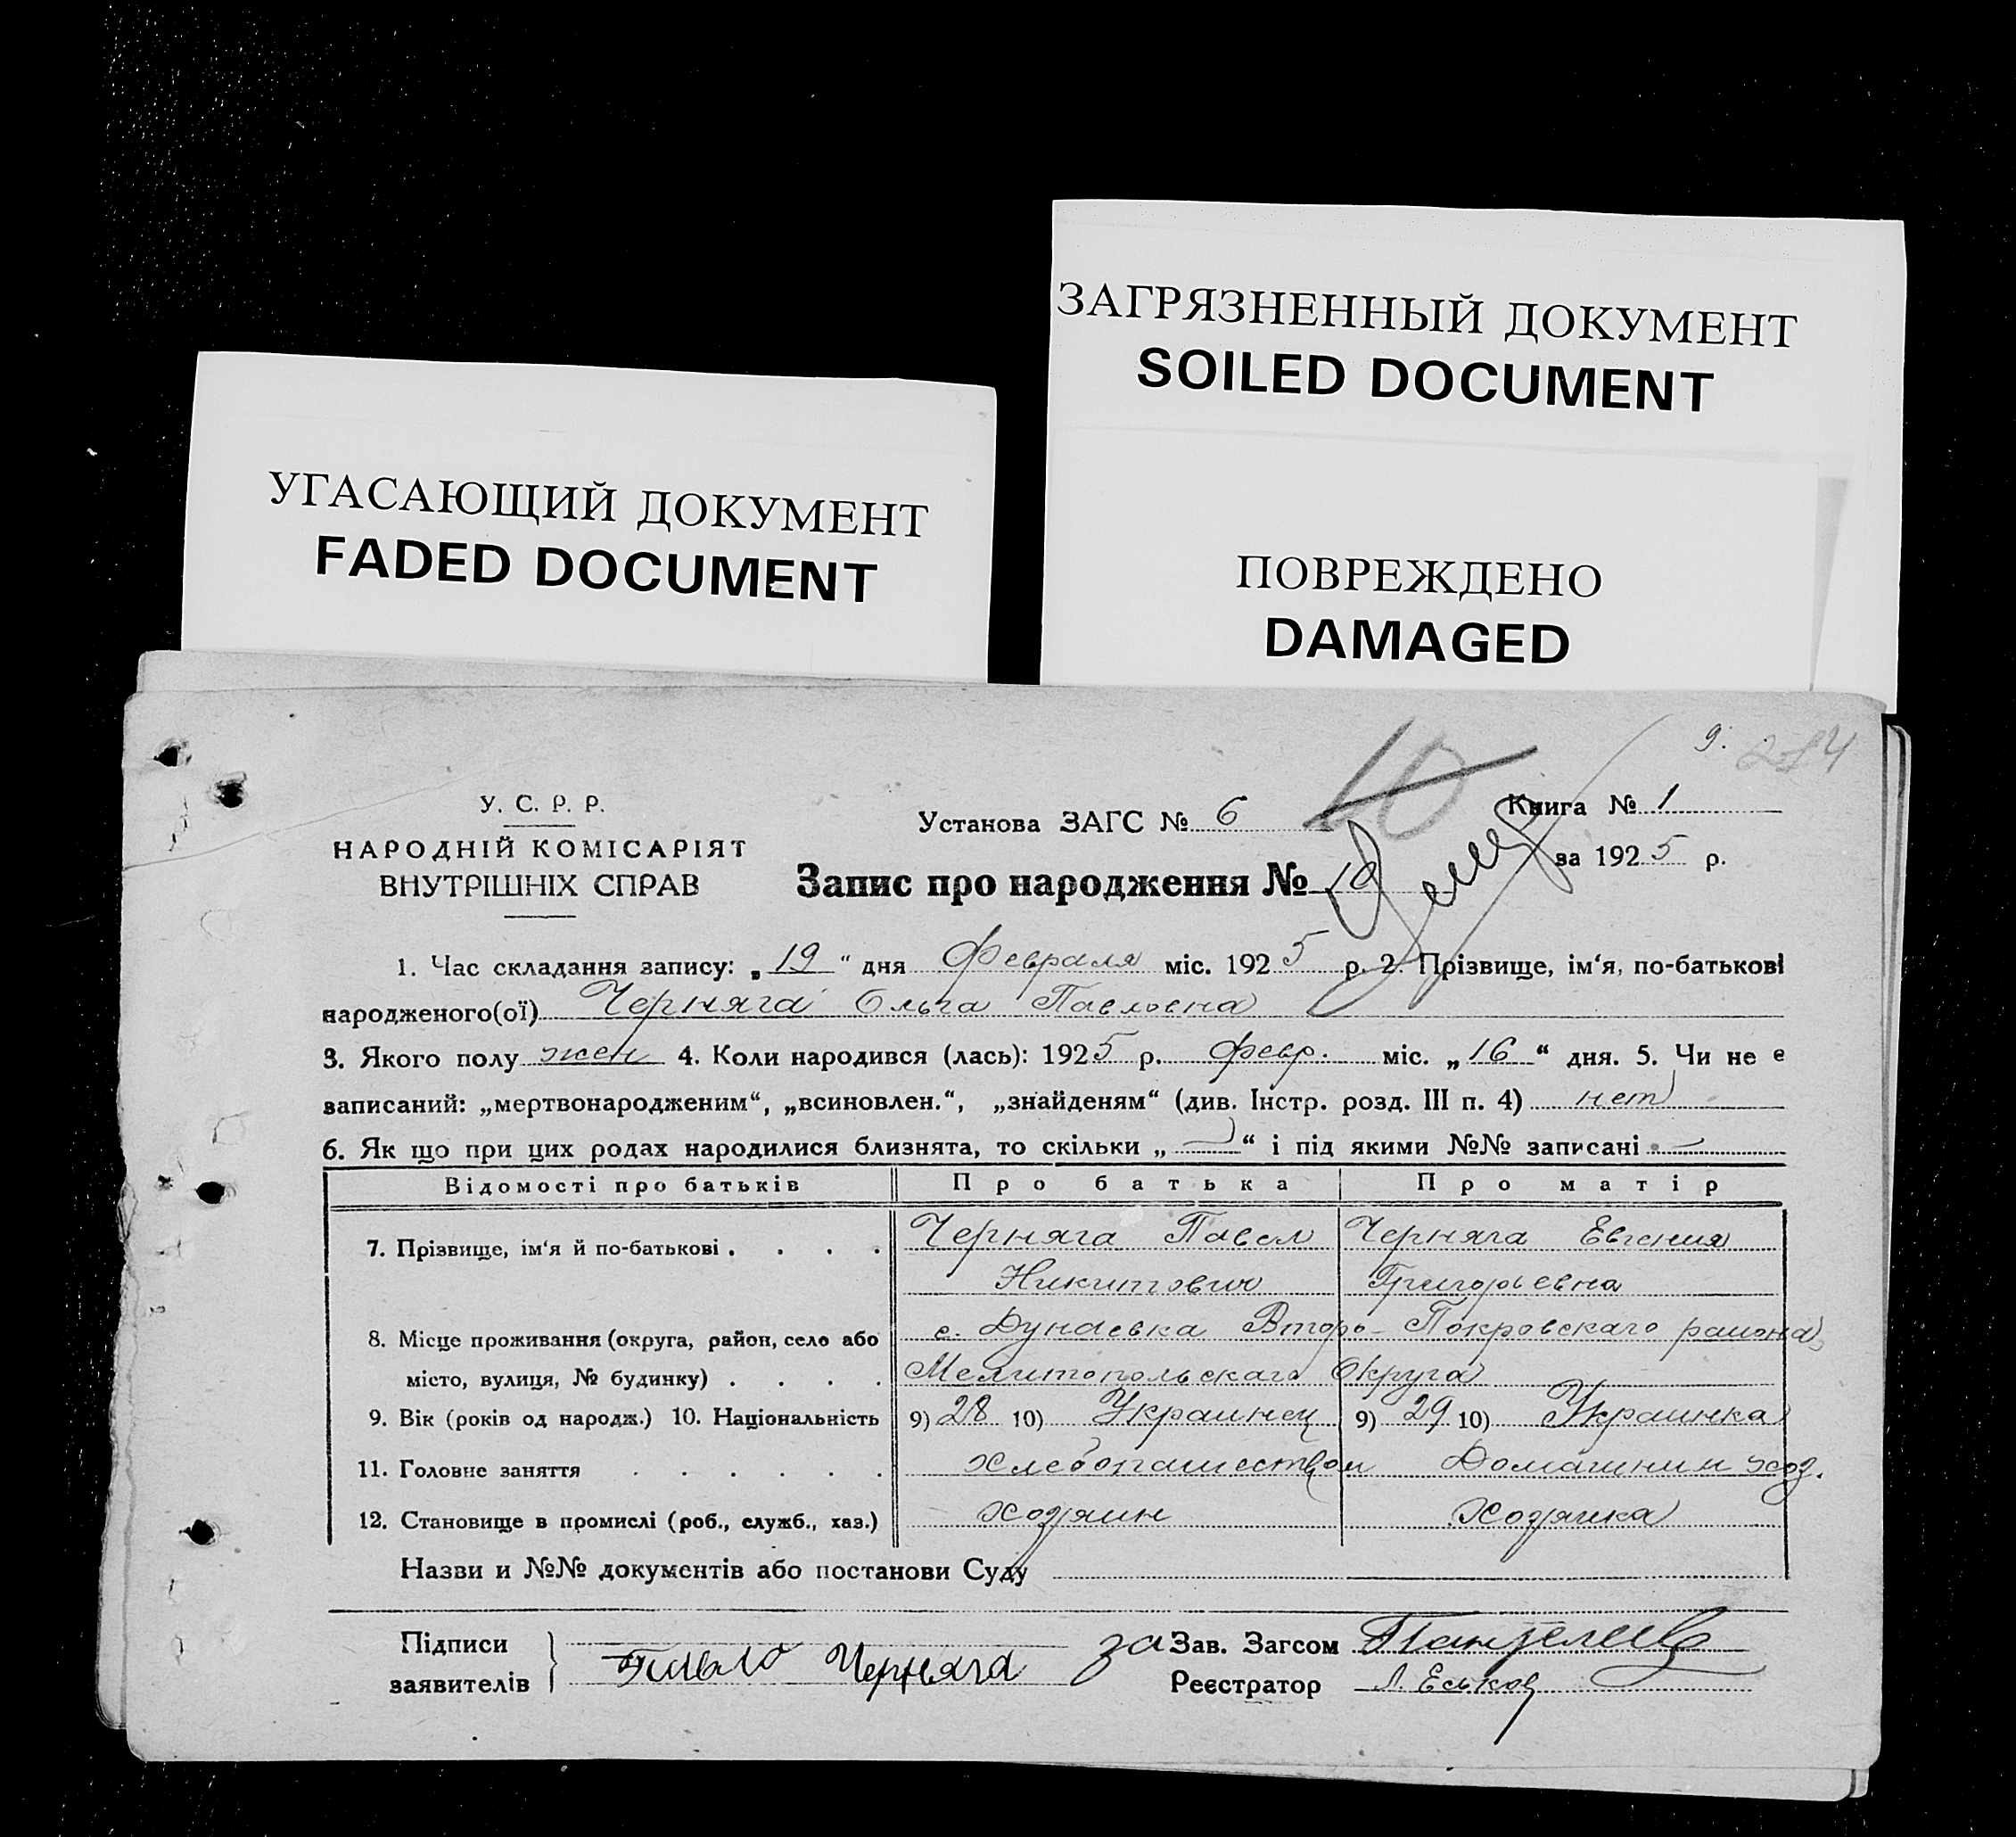 ЗАГРЯЗНЕННЫЙ ДОКУМЕНТ
SOILED DOCUMENT
УГАСАЮЩИЙ ДОКУМЕНТ
FADED DOCUMENT
ПОВРЕЖДЕНО
DAMAGED
9.
У. С. Р. Р.
НАРОДНІЙ КОМІСАРІЯТ
ВНУТРІШНІХ СПРАВ
10
Установа ЗАГС № 6
Книга № 1
за 1925 р.
Запис про народження № 10
1. Час складання запису: „19“ дня Февраля міс. 1925 р. 2. Прізвище, ім‘я, по-батькові
народженого(ої) Черняга Ольга Павловна
3. Якого полу жен 4. Коли народився (лась): 1925 р. февр. міс. „16“ дня. 5. Чи не є
записаний: „мертвонародженим“, „всиновлен.“, „знайденям“ (див. Інстр. розд. III п. 4) нет
6. Як що при цих родах народилися близнята, то скільки „—“ і під якими №№ записані —
Відомості про батьків Про батька Про матір
7. Прізвище, ім‘я й по-батькові . . . . Черняга Павел Черняга Евгения
Никитович Григорьевна
8. Місце проживання (округа, район, село або с. Дунаевка Второ-Покровскаго района
місто, вулиця, № будинку) . . . . Мелитопольскаго Округа
9. Вік (років од народж.) 10. Національність 9) 28 10) Украинец 9) 29 10) Украинка
11. Головне заняття . . . . . . хлебопашеством Домашним хоз.
12. Становище в промислі (роб., служб., хаз.) хозяин Хозяйка
Назви и №№ документів або постанови Суду
Підписи
заявителів } Павло Черняга
за Зав. Загсом
Реєстратор Л. Еськов